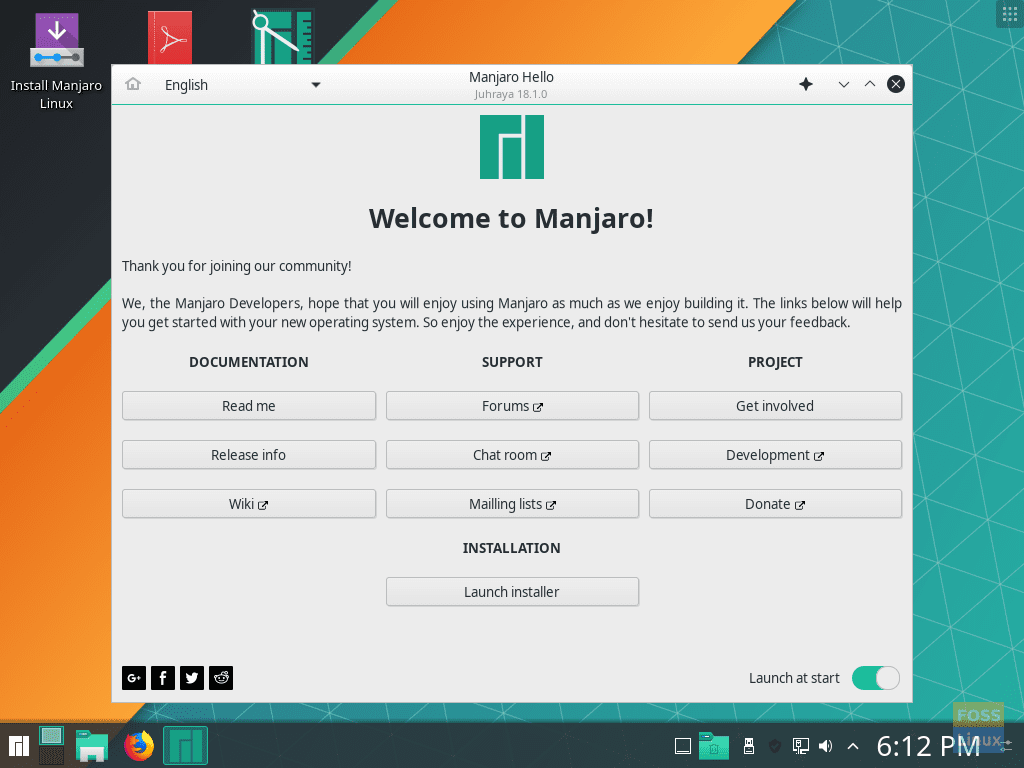 Install Manjaro
Linux
English
Manjaro Hello
Juhraya 18.1.0
Welcome to Manjaro!
Thank you for joining our community!
We, the Manjaro Developers, hope that you will enjoy using Manjaro as much as we enjoy building it. The links below will help
you get started with your new operating system. So enjoy the experience, and don't hesitate to send us your feedback.
DOCUMENTATION SUPPORT PROJECT
Read me Forums Get involved
Release info Chat room Development
Wiki Mailling lists Donate
INSTALLATION
Launch installer
G+ f
Launch at start
FOSS
Linux
6:12 PM